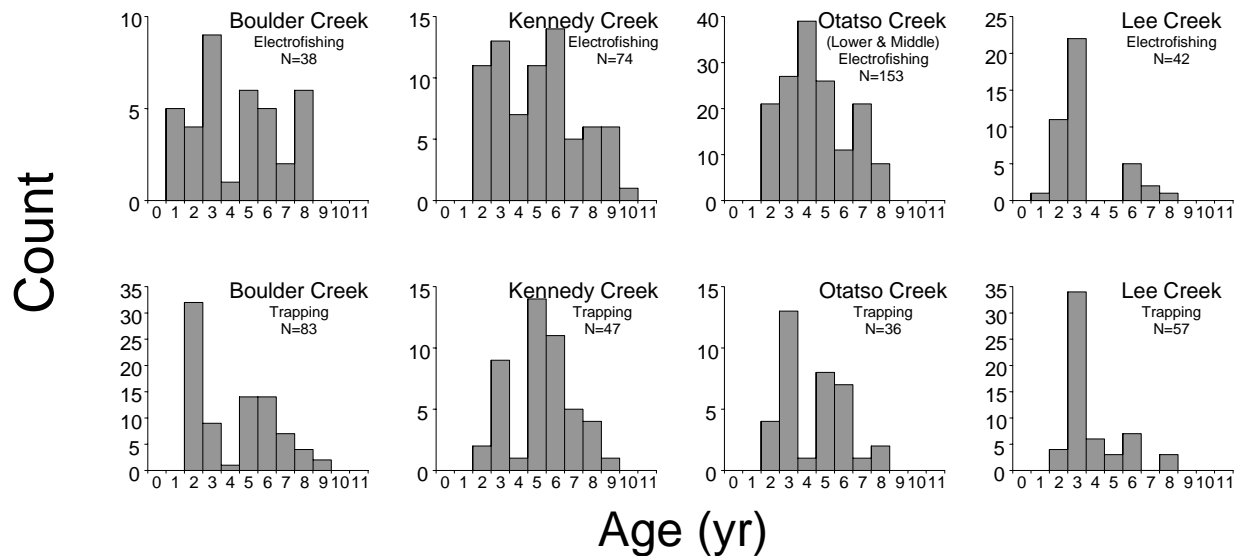 Boulder Creek
Electrofishing
N=38
10
5
0
0 1 2 3 4 5 6 7 8 9 10 11
Kennedy Creek
Electrofishing
N=74
15
10
5
0
0 1 2 3 4 5 6 7 8 9 10 11
Otatso Creek
(Lower & Middle)
Electrofishing
N=153
40
30
20
10
0
0 1 2 3 4 5 6 7 8 9 10 11
Lee Creek
Electrofishing
N=42
25
20
15
10
5
0
0 1 2 3 4 5 6 7 8 9 10 11
Count
Boulder Creek
Trapping
N=83
35
30
25
20
15
10
5
0
0 1 2 3 4 5 6 7 8 9 10 11
Kennedy Creek
Trapping
N=47
15
10
5
0
0 1 2 3 4 5 6 7 8 9 10 11
Otatso Creek
Trapping
N=36
15
10
5
0
0 1 2 3 4 5 6 7 8 9 10 11
Lee Creek
Trapping
N=57
35
30
25
20
15
10
5
0
0 1 2 3 4 5 6 7 8 9 10 11
Age (yr)